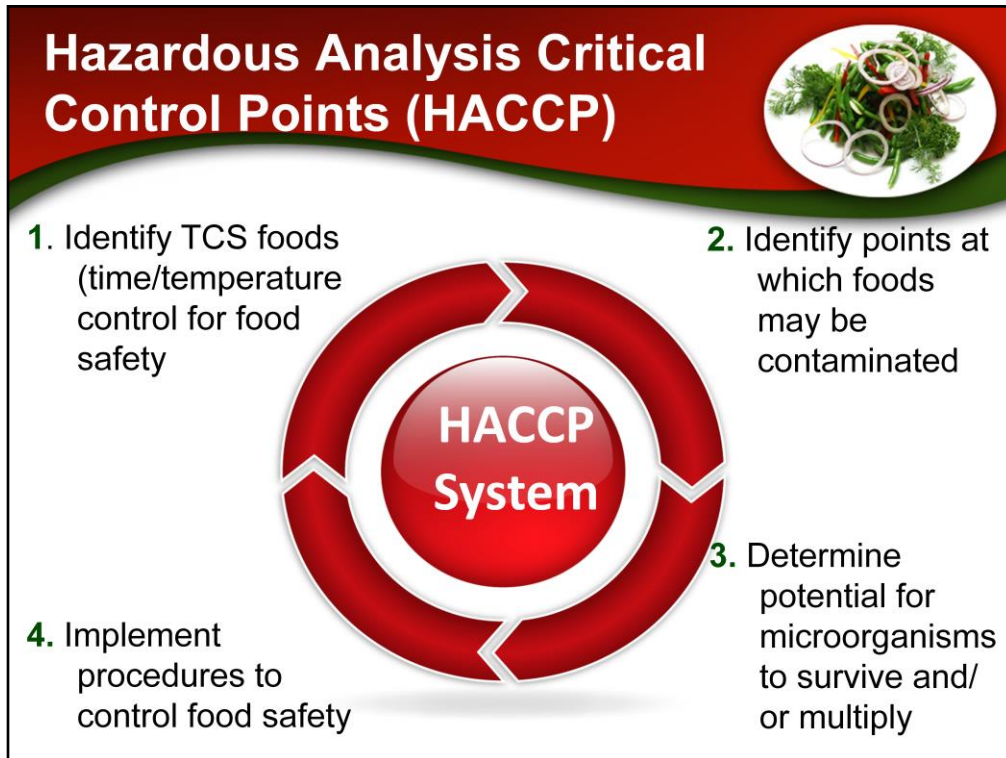 Hazardous Analysis Critical
Control Points (HACCP)
1. Identify TCS foods
(time/temperature
control for food
safety
2. Identify points at
which foods
may be
contaminated
HACCP
System
3. Determine
potential for
microorganisms
to survive and/
or multiply
4. Implement
procedures to
control food safety